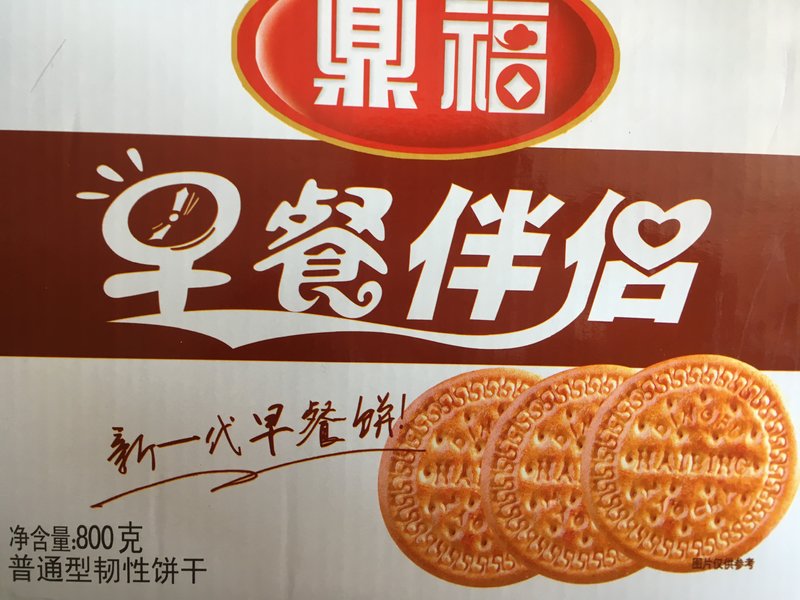 鼎福
早餐伴侣
新一代早餐饼!
净含量:800克
普通型韧性饼干
图片仅供参考